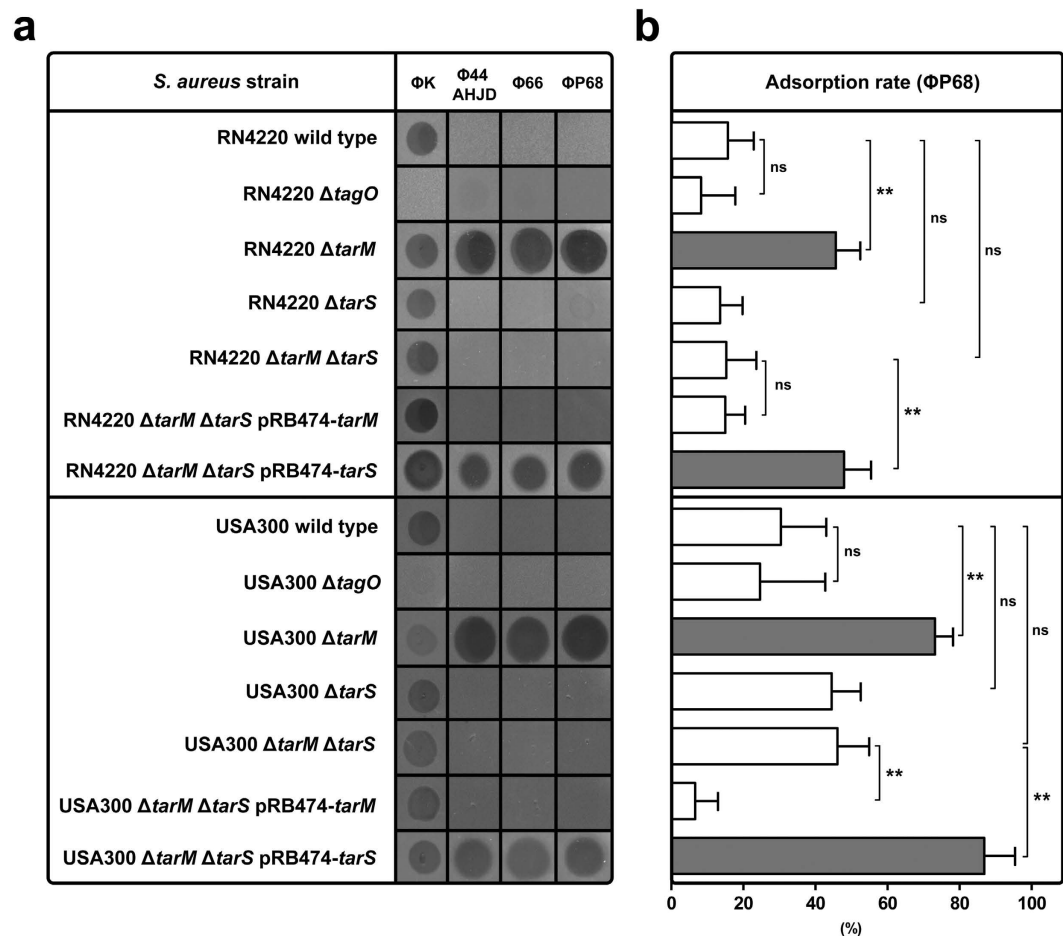 a
b
S. aureus strain
ΦK
Φ44
AHJD
Φ66
ΦP68
Adsorption rate (ΦP68)
RN4220 wild type
RN4220 ΔtagO
RN4220 ΔtarM
RN4220 ΔtarS
RN4220 ΔtarM ΔtarS
RN4220 ΔtarM ΔtarS pRB474-tarM
RN4220 ΔtarM ΔtarS pRB474-tarS
USA300 wild type
USA300 ΔtagO
USA300 ΔtarM
USA300 ΔtarS
USA300 ΔtarM ΔtarS
USA300 ΔtarM ΔtarS pRB474-tarM
USA300 ΔtarM ΔtarS pRB474-tarS
ns
**
ns
ns
ns
**
ns
**
ns
ns
**
**
0 20 40 60 80 100
(%)